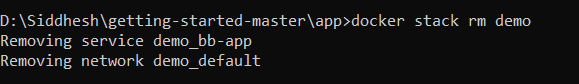 D:\Siddhesh\getting-started-master\app>docker stack rm demo
Removing service demo_bb-app
Removing network demo_default